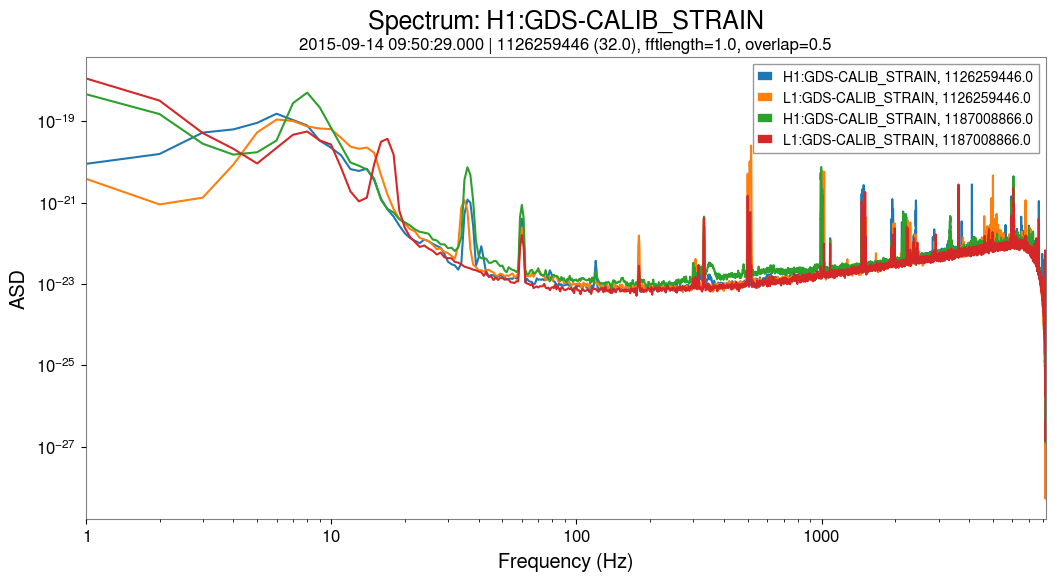 Spectrum: H1:GDS-CALIB_STRAIN
2015-09-14 09:50:29.000 | 1126259446 (32.0), fftlength=1.0, overlap=0.5
H1:GDS-CALIB_STRAIN, 1126259446.0
L1:GDS-CALIB_STRAIN, 1126259446.0
H1:GDS-CALIB_STRAIN, 1187008866.0
L1:GDS-CALIB_STRAIN, 1187008866.0
ASD
10⁻¹⁹
10⁻²¹
10⁻²³
10⁻²⁵
10⁻²⁷
1 10 100 1000
Frequency (Hz)